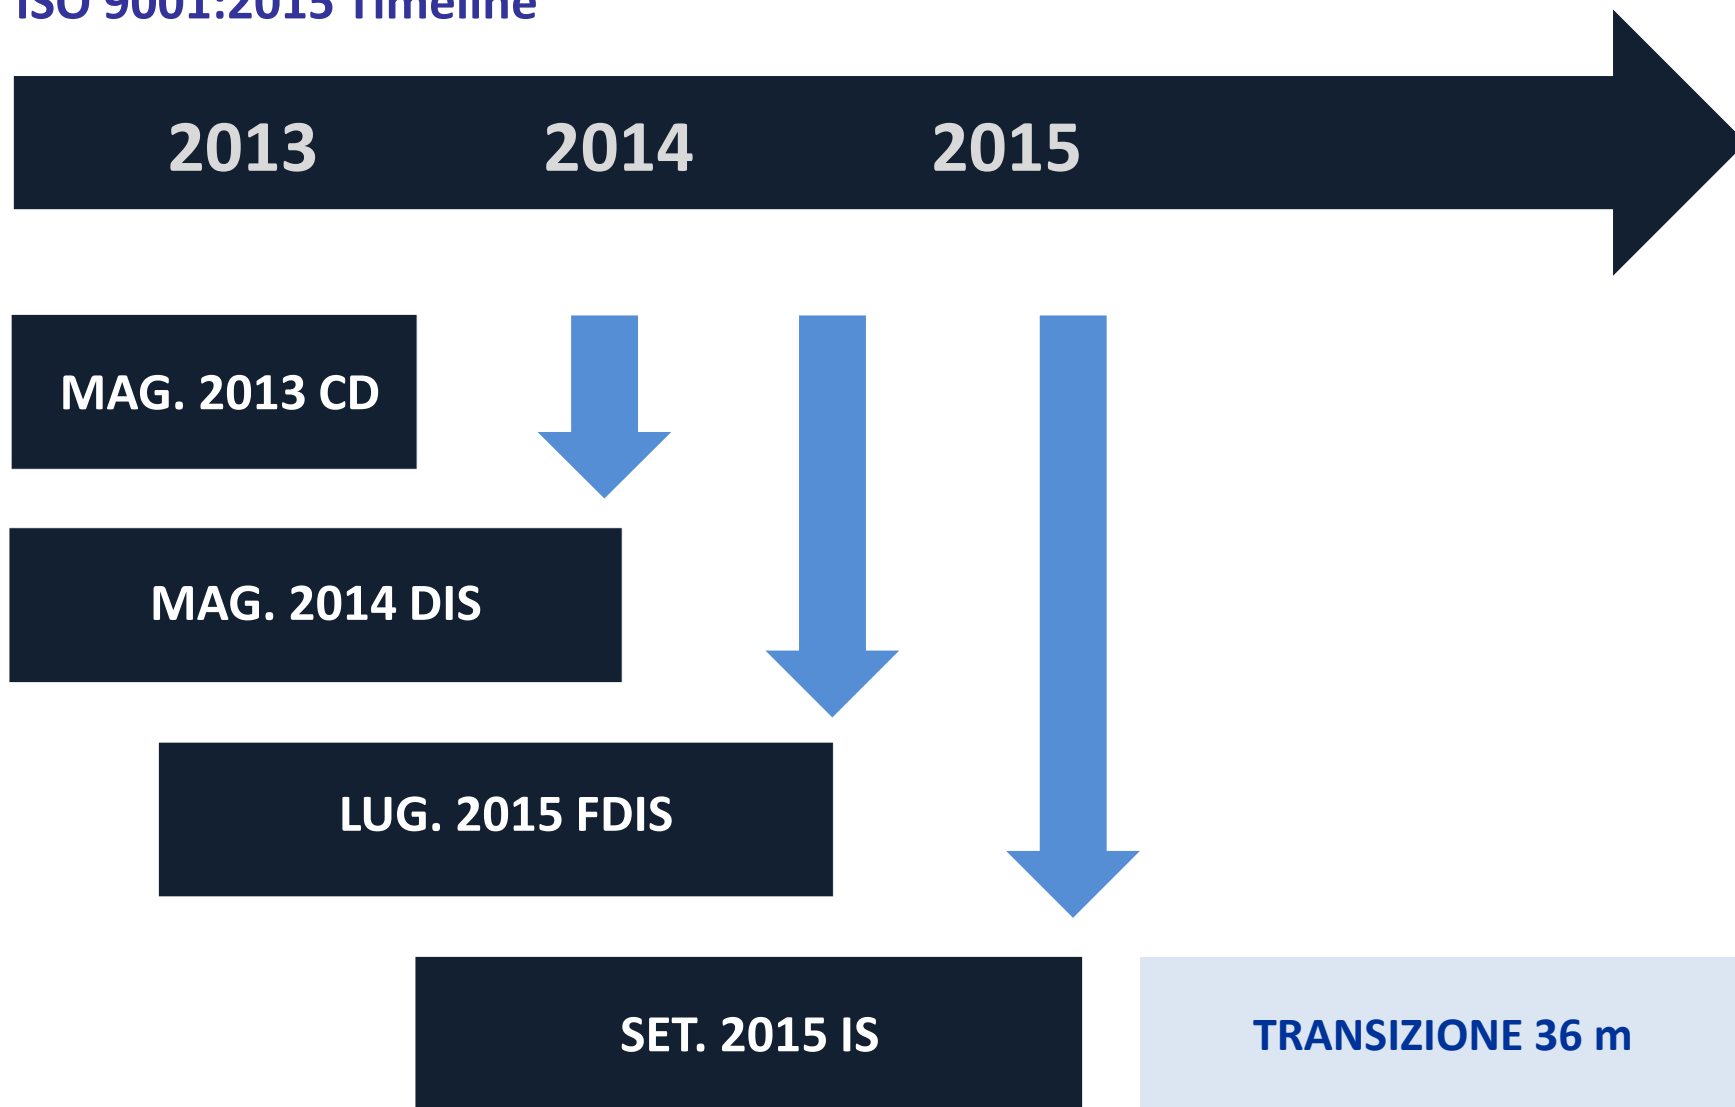 ISO 9001:2015 Timeline
2013 2014 2015
MAG. 2013 CD
MAG. 2014 DIS
LUG. 2015 FDIS
SET. 2015 IS
TRANSIZIONE 36 m